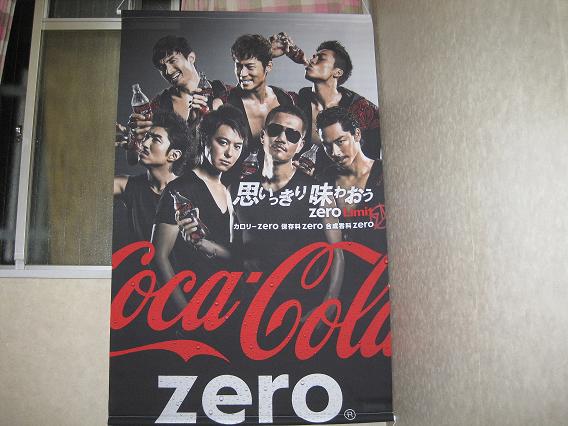 思いっきり 味わおう
zero Limit
カロリーzero 保存料zero 合成香料zero
Coca-Cola
zero®